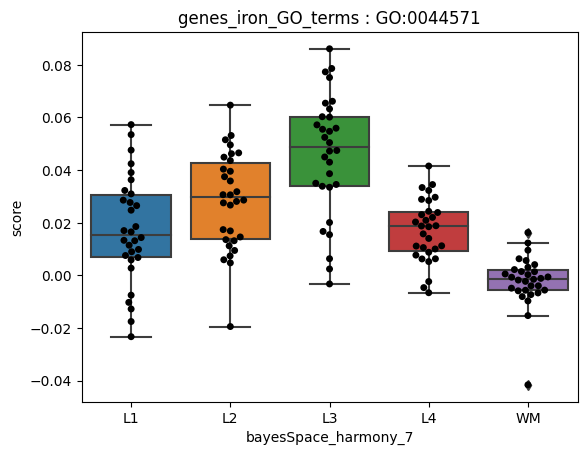 genes_iron_GO_terms : GO:0044571
score
0.08
0.06
0.04
0.02
0.00
−0.02
−0.04
L1 L2 L3 L4 WM
bayesSpace_harmony_7